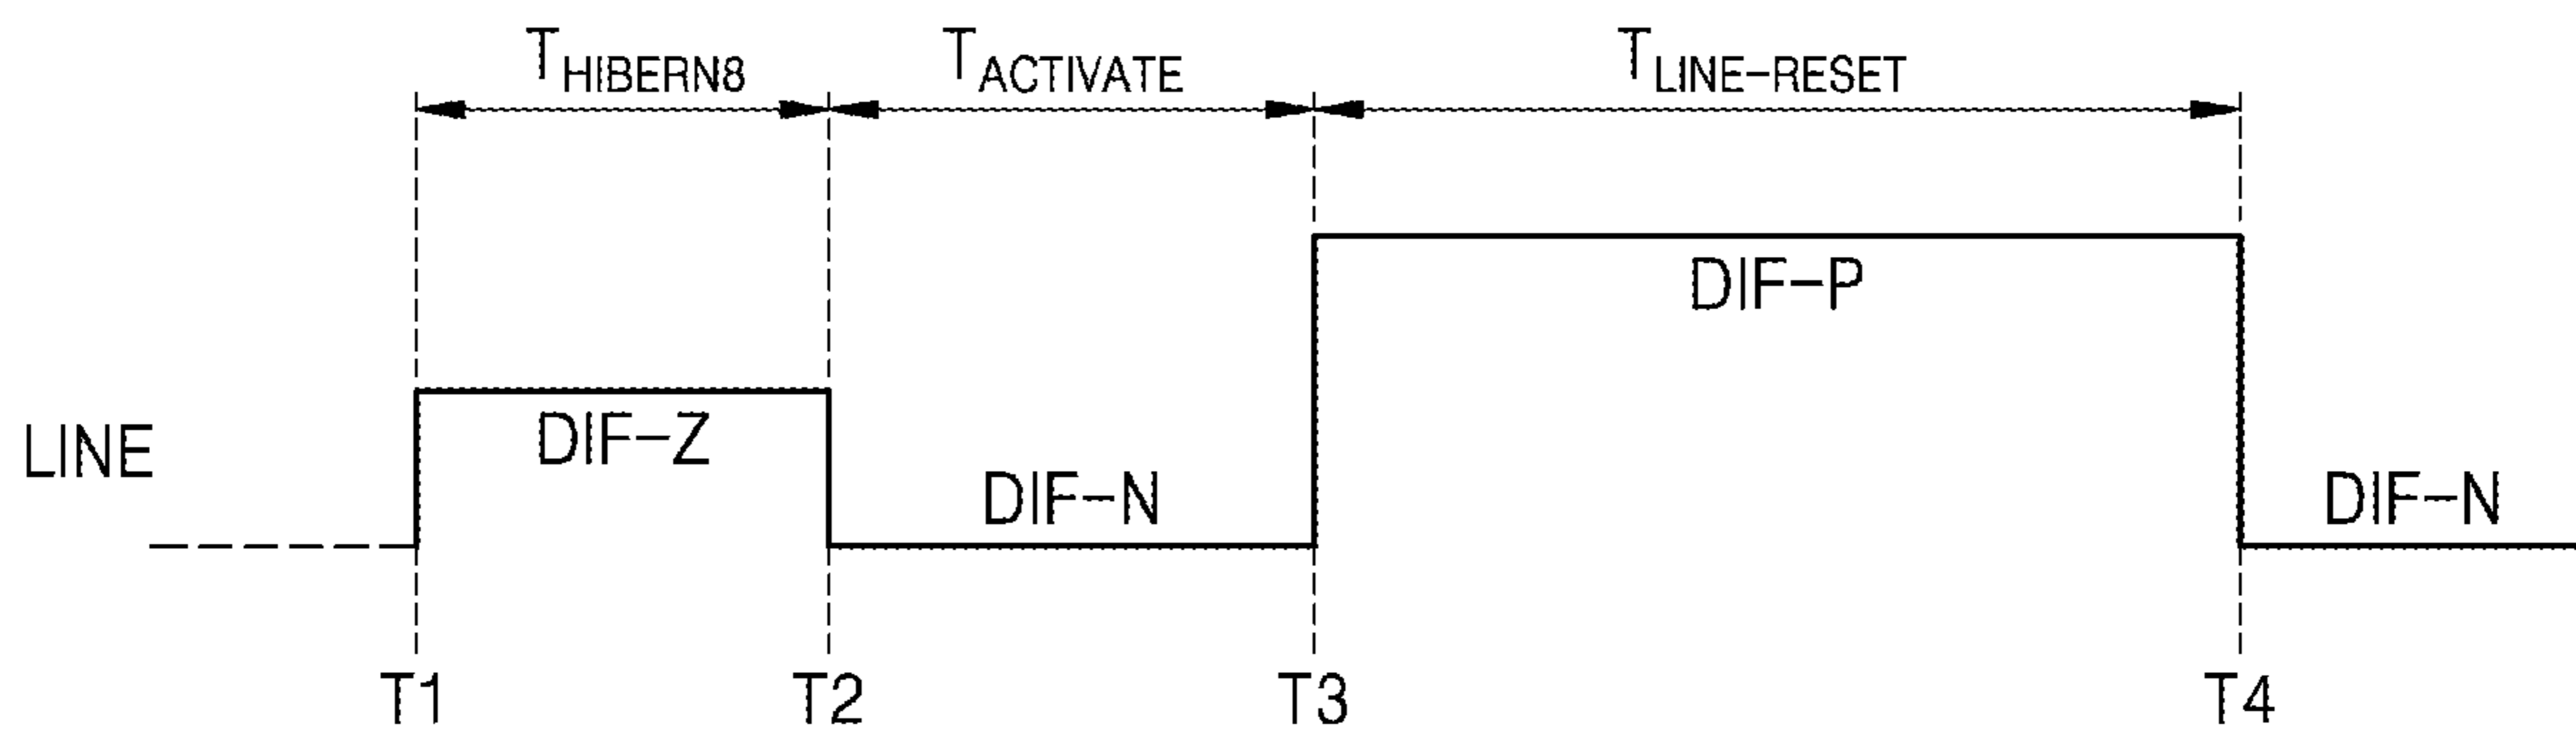 THIBERN8 TACTIVATE TLINE-RESET
DIF-P
LINE DIF-Z DIF-N DIF-N
T1 T2 T3 T4